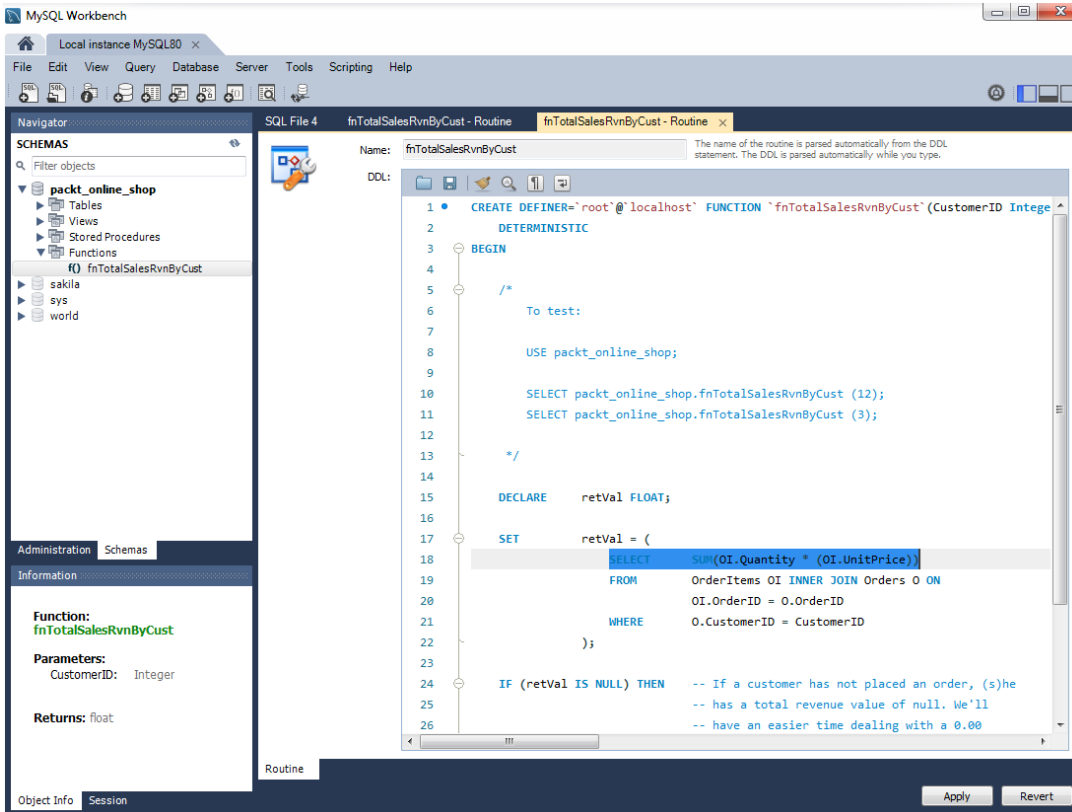 MySQL Workbench
Local instance MySQL80 ×
File Edit View Query Database Server Tools Scripting Help
Navigator
SCHEMAS
Filter objects
packt_online_shop
Tables
Views
Stored Procedures
Functions
f() fnTotalSalesRvnByCust
sakila
sys
world
Administration Schemas
Information
Function:
fnTotalSalesRvnByCust
Parameters:
CustomerID: Integer
Returns: float
Object Info Session
SQL File 4 fnTotalSalesRvnByCust - Routine fnTotalSalesRvnByCust - Routine ×
Name: fnTotalSalesRvnByCust
The name of the routine is parsed automatically from the DDL
statement. The DDL is parsed automatically while you type.
DDL:
1 CREATE DEFINER=`root`@`localhost` FUNCTION `fnTotalSalesRvnByCust`(CustomerID Intege
2 DETERMINISTIC
3 BEGIN
4
5 /*
6 To test:
7
8 USE packt_online_shop;
9
10 SELECT packt_online_shop.fnTotalSalesRvnByCust (12);
11 SELECT packt_online_shop.fnTotalSalesRvnByCust (3);
12
13 */
14
15 DECLARE retVal FLOAT;
16
17 SET retVal = (
18 SELECT SUM(OI.Quantity * (OI.UnitPrice))
19 FROM OrderItems OI INNER JOIN Orders O ON
20 OI.OrderID = O.OrderID
21 WHERE O.CustomerID = CustomerID
22 );
23
24 IF (retVal IS NULL) THEN -- If a customer has not placed an order, (s)he
25 -- has a total revenue value of null. We'll
26 -- have an easier time dealing with a 0.00
Routine
Apply Revert